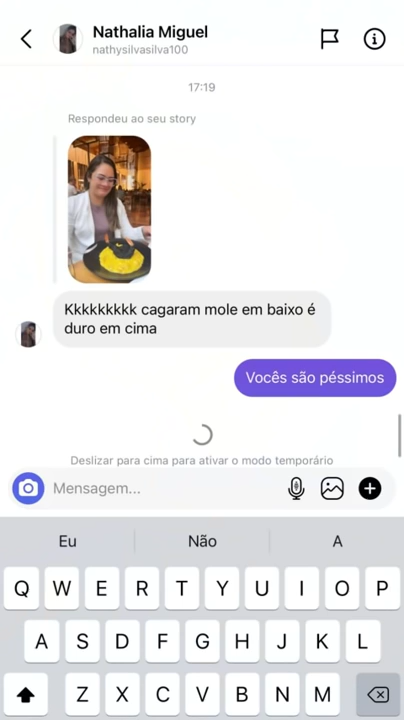 Nathalia Miguel
nathysilvasilva100
17:19
Respondeu ao seu story
Kkkkkkkkk cagaram mole em baixo é
duro em cima
Vocês são péssimos
Deslizar para cima para ativar o modo temporário
Mensagem...
Eu Não A
Q W E R T Y U I O P
A S D F G H J K L
Z X C V B N M